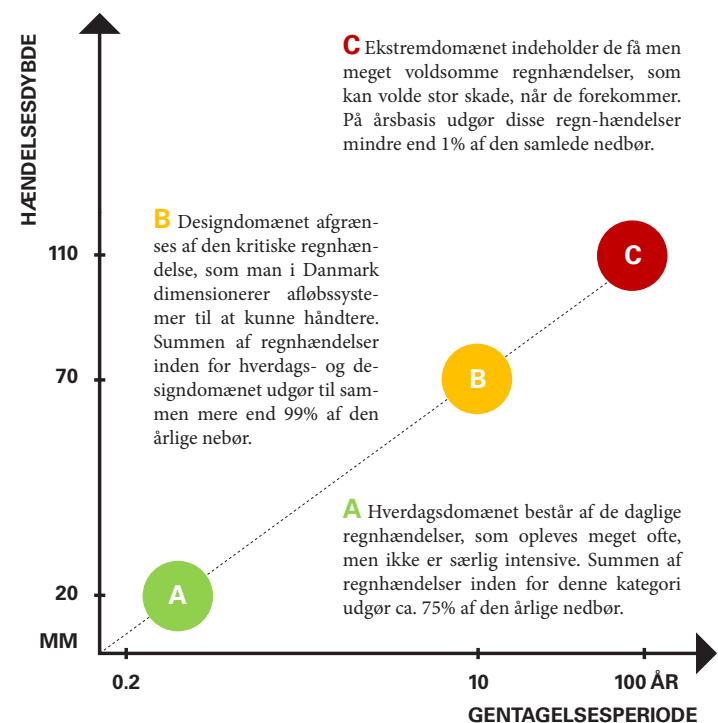 HÆNDELSESDYBDE
C Ekstremdomænet indeholder de få men
meget voldsomme regnhændelser, som
kan volde stor skade, når de forekommer.
På årsbasis udgør disse regn-hændelser
mindre end 1% af den samlede nedbør.
B Designdomænet afgræn-
ses af den kritiske regnhæn-
delse, som man i Danmark
dimensionerer afløbssyste-
mer til at kunne håndtere.
Summen af regnhændelser
inden for hverdags- og de-
signdomænet udgør til sam-
men mere end 99% af den
årlige nebør.
110
C
70
B
A Hverdagsdomænet består af de daglige
regnhændelser, som opleves meget ofte,
men ikke er særlig intensive. Summen af
regnhændelser inden for denne kategori
udgør ca. 75% af den årlige nedbør.
20
A
MM
0.2
10
100 ÅR
GENTAGELSESPERIODE